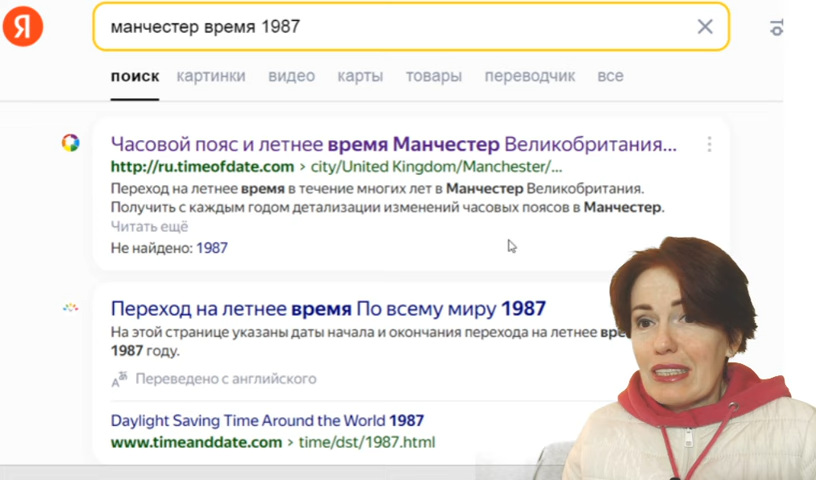 Я
манчестер время 1987
поиск картинки видео карты товары переводчик все
Часовой пояс и летнее время Манчестер Великобритания...
http://ru.timeofdate.com › city/United Kingdom/Manchester/...
Переход на летнее время в течение многих лет в Манчестер Великобритания.
Получить с каждым годом детализации изменений часовых поясов в Манчестер.
Читать ещё
Не найдено: 1987
Переход на летнее время По всему миру 1987
На этой странице указаны даты начала и окончания перехода на летнее
1987 году.
Переведено с английского
Daylight Saving Time Around the World 1987
www.timeanddate.com › time/dst/1987.html